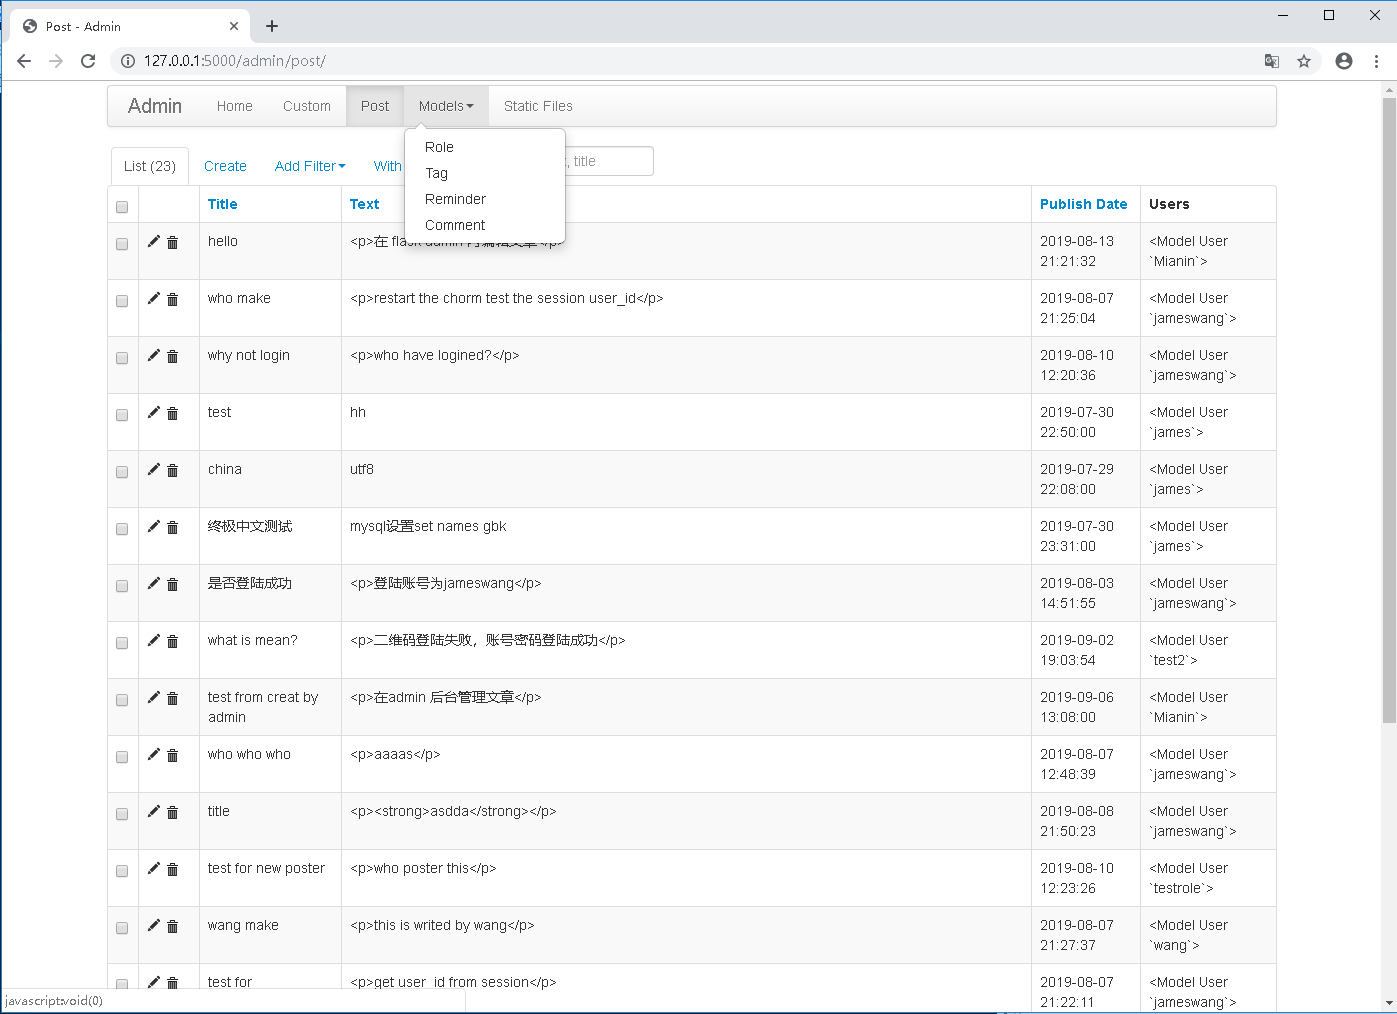 Post - Admin
127.0.0.1:5000/admin/post/
Admin Home Custom Post Models Static Files
Role
Tag
Reminder
Comment
List (23) Create Add Filter With , title
Title Text Publish Date Users
hello <p>在 flask admin 内编辑文章</p> 2019-08-13 <Model User
21:21:32 `Mianin`>
who make <p>restart the chorm test the session user_id</p> 2019-08-07 <Model User
21:25:04 `jameswang`>
why not login <p>who have logined?</p> 2019-08-10 <Model User
12:20:36 `jameswang`>
test hh 2019-07-30 <Model User
22:50:00 `james`>
china utf8 2019-07-29 <Model User
22:08:00 `james`>
终极中文测试 mysql设置set names gbk 2019-07-30 <Model User
23:31:00 `james`>
是否登陆成功 <p>登陆账号为jameswang</p> 2019-08-03 <Model User
14:51:55 `jameswang`>
what is mean? <p>二维码登陆失败，账号密码登陆成功</p> 2019-09-02 <Model User
19:03:54 `test2`>
test from creat by <p>在admin 后台管理文章</p> 2019-09-06 <Model User
admin 13:08:00 `Mianin`>
who who who <p>aaaas</p> 2019-08-07 <Model User
12:48:39 `jameswang`>
title <p><strong>asdda</strong></p> 2019-08-08 <Model User
21:50:23 `jameswang`>
test for new poster <p>who poster this</p> 2019-08-10 <Model User
12:23:26 `testrole`>
wang make <p>this is writed by wang</p> 2019-08-07 <Model User
21:27:37 `wang`>
test for <p>get user_id from session</p> 2019-08-07 <Model User
21:22:11 `jameswang`>
javascript:void(0)